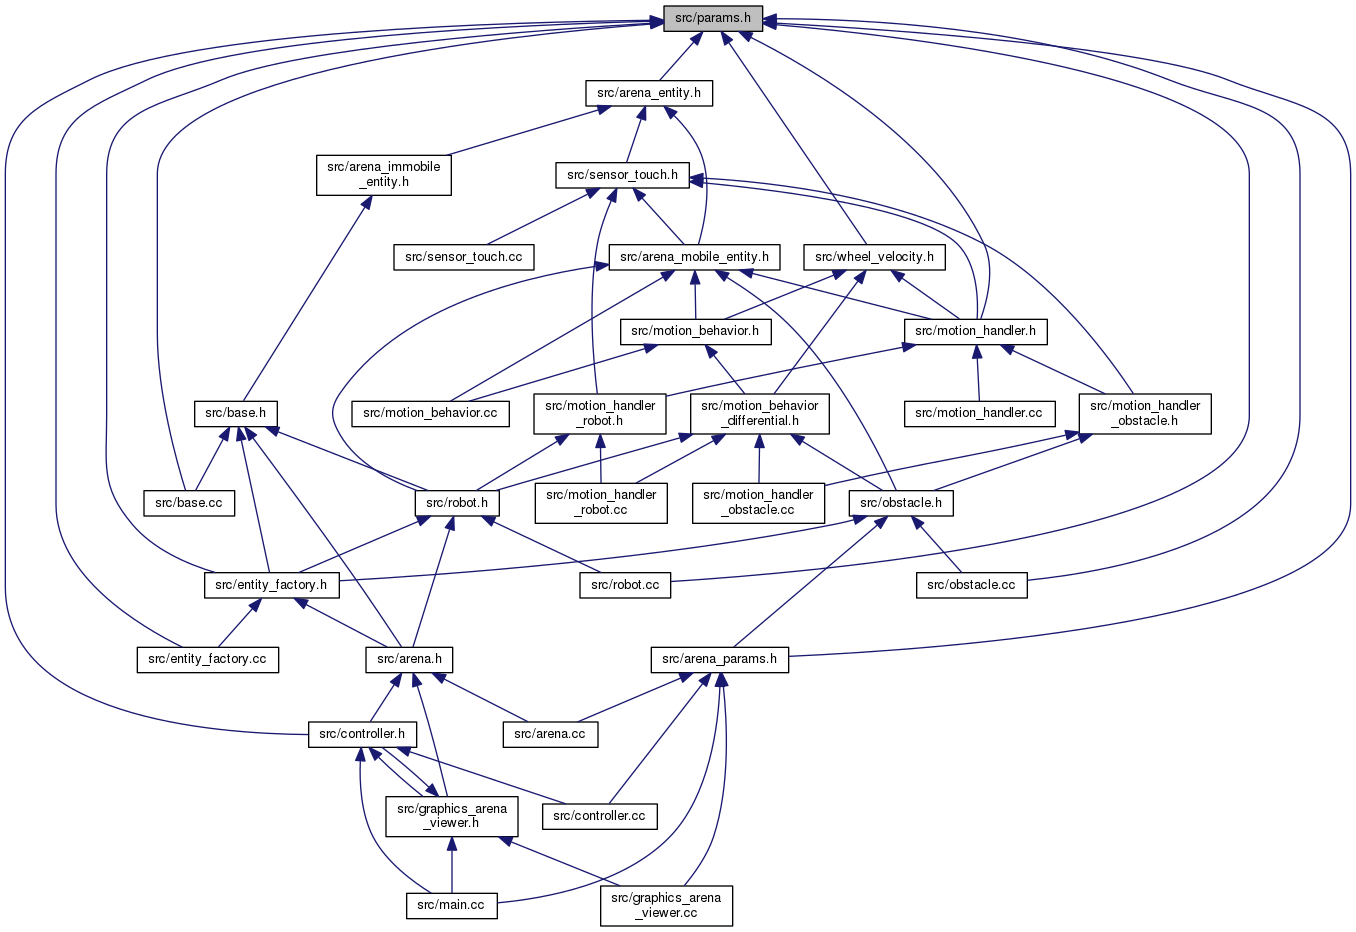 src/params.h
src/arena_entity.h
src/arena_immobile
_entity.h
src/sensor_touch.h
src/sensor_touch.cc
src/arena_mobile_entity.h
src/wheel_velocity.h
src/motion_behavior.h
src/motion_handler.h
src/base.h
src/motion_behavior.cc
src/motion_handler
_robot.h
src/motion_behavior
_differential.h
src/motion_handler.cc
src/motion_handler
_obstacle.h
src/base.cc
src/robot.h
src/motion_handler
_robot.cc
src/motion_handler
_obstacle.cc
src/obstacle.h
src/entity_factory.h
src/robot.cc
src/obstacle.cc
src/entity_factory.cc
src/arena.h
src/arena_params.h
src/controller.h
src/arena.cc
src/graphics_arena
_viewer.h
src/controller.cc
src/main.cc
src/graphics_arena
_viewer.cc